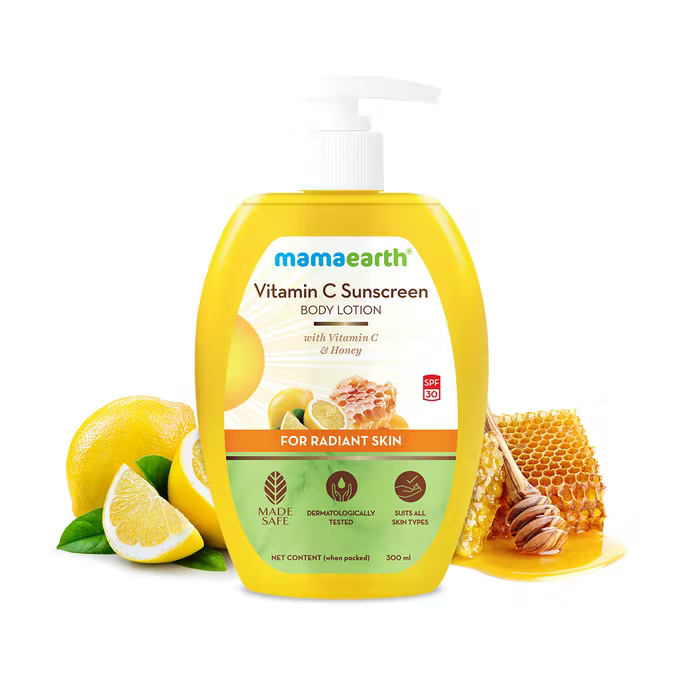 mamaearth®
Vitamin C Sunscreen
BODY LOTION
with Vitamin C
& Honey
SPF
30
FOR RADIANT SKIN
MADE
SAFE
DERMATOLOGICALLY
TESTED
SUITS ALL
SKIN TYPES
NET CONTENT (when packed) 300 ml